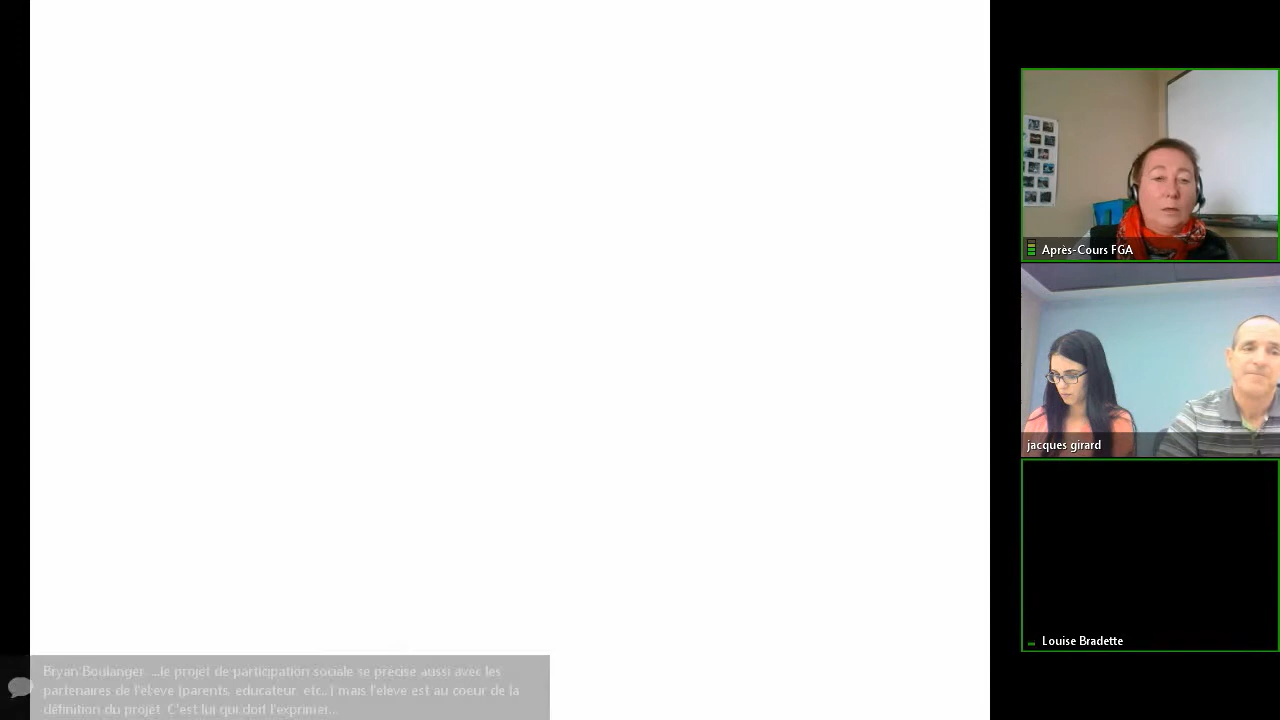 Après-Cours FGA
jacques girard
Louise Bradette
Bryan Boulanger ...le projet de participation sociale se précise aussi avec les
partenaires de l'élève (parents, educateur, etc..) mais l'élève est au coeur de la
définition du projet. C'est lui qui doit l'exprimer...